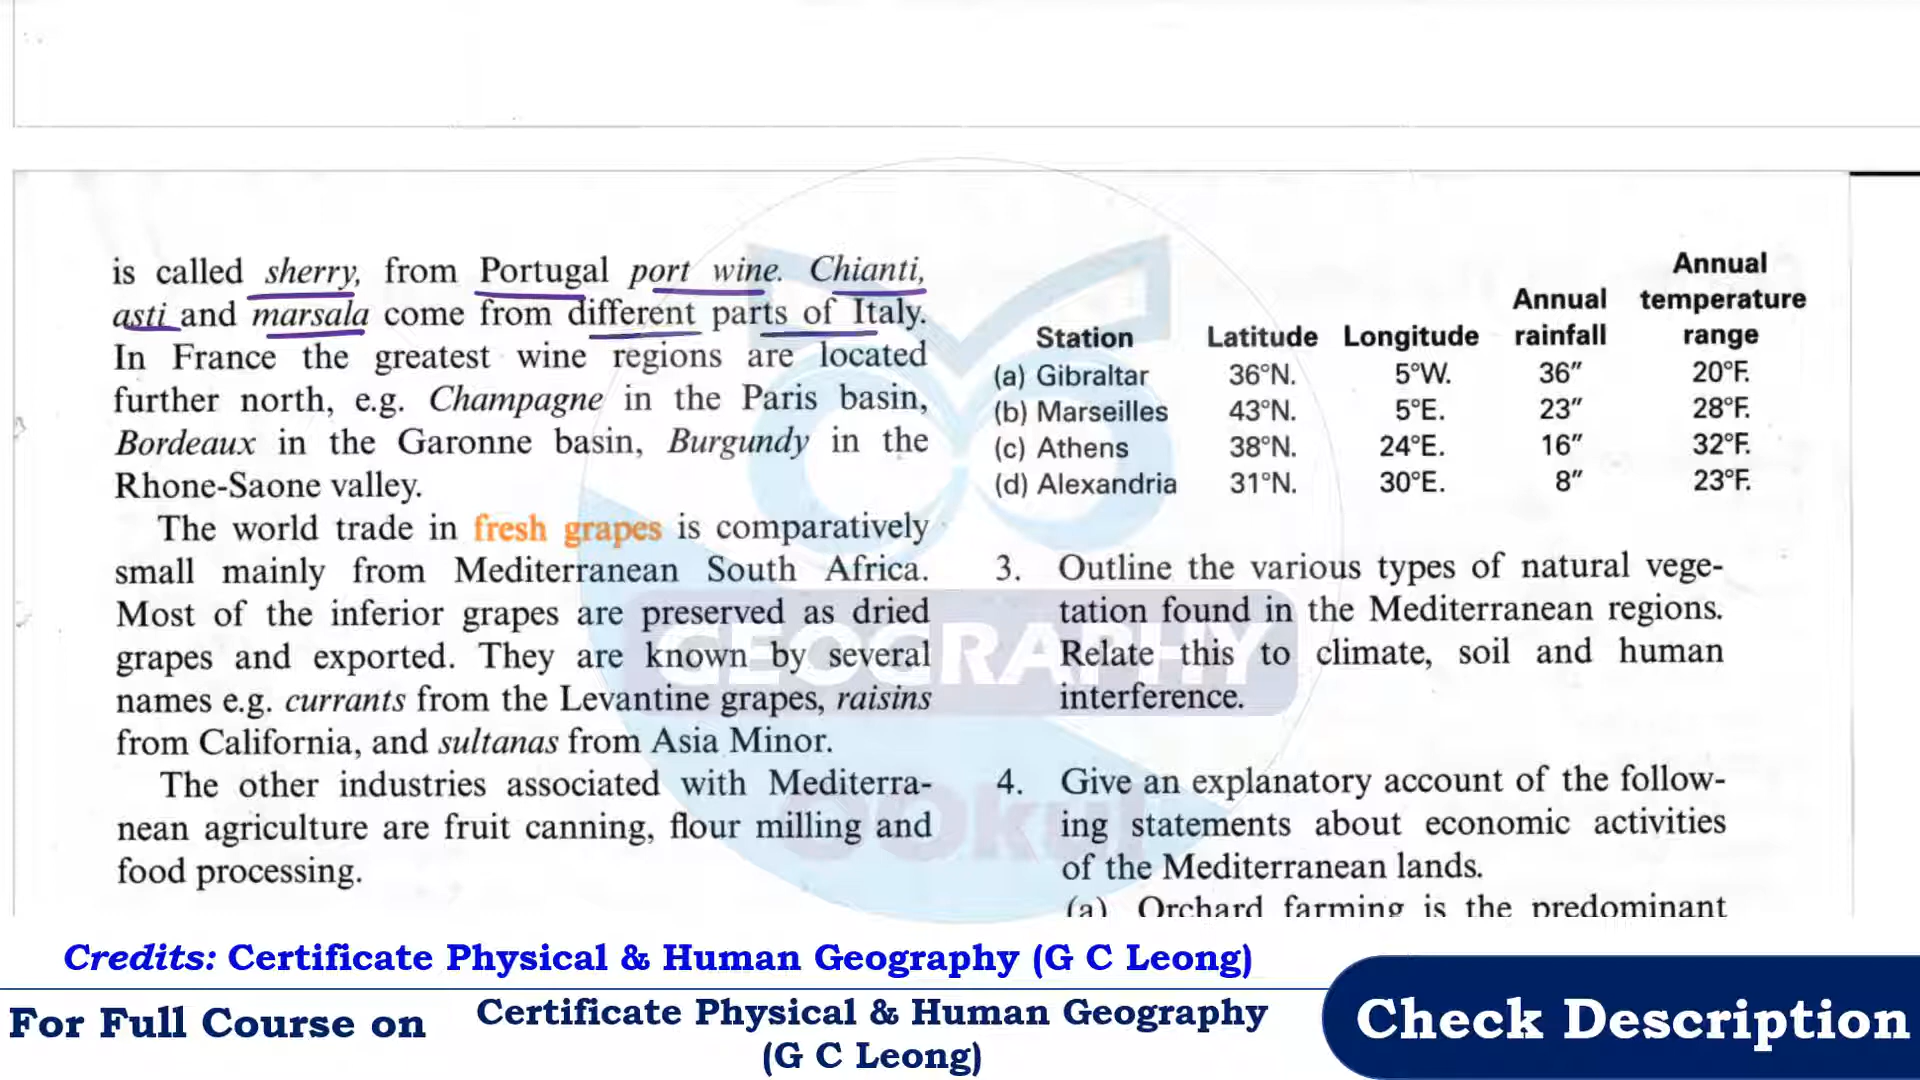 is called sherry, from Portugal port wine. Chianti,
asti and marsala come from different parts of Italy.
In France the greatest wine regions are located
further north, e.g. Champagne in the Paris basin,
Bordeaux in the Garonne basin, Burgundy in the
Rhone-Saone valley.
The world trade in fresh grapes is comparatively
small mainly from Mediterranean South Africa.
Most of the inferior grapes are preserved as dried
grapes and exported. They are known by several
names e.g. currants from the Levantine grapes, raisins
from California, and sultanas from Asia Minor.
The other industries associated with Mediterra-
nean agriculture are fruit canning, flour milling and
food processing.
Annual
Annual temperature
Station Latitude Longitude rainfall range
(a) Gibraltar 36°N. 5°W. 36″ 20°F.
(b) Marseilles 43°N. 5°E. 23″ 28°F.
(c) Athens 38°N. 24°E. 16″ 32°F.
(d) Alexandria 31°N. 30°E. 8″ 23°F.
3. Outline the various types of natural vege-
tation found in the Mediterranean regions.
Relate this to climate, soil and human
interference.
4. Give an explanatory account of the follow-
ing statements about economic activities
of the Mediterranean lands.
(a) Orchard farming is the predominant
GEOGRAPHY
Credits: Certificate Physical & Human Geography (G C Leong)
For Full Course on
Certificate Physical & Human Geography
(G C Leong)
Check Description